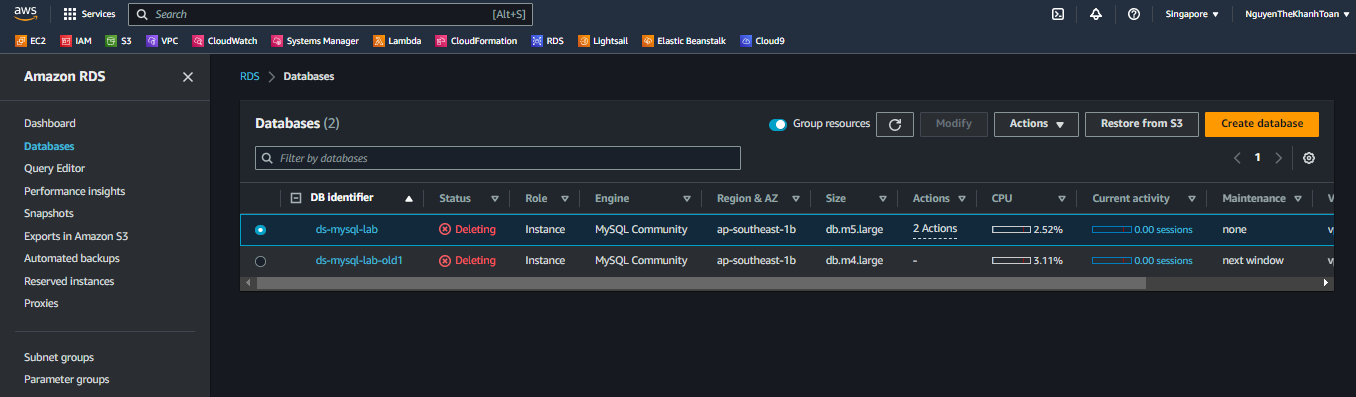 aws Services Search [Alt+S] Singapore NguyenTheKhanhToan
EC2 IAM S3 VPC CloudWatch Systems Manager Lambda CloudFormation RDS Lightsail Elastic Beanstalk Cloud9
Amazon RDS
Dashboard
Databases
Query Editor
Performance insights
Snapshots
Exports in Amazon S3
Automated backups
Reserved instances
Proxies
Subnet groups
Parameter groups
RDS > Databases
Databases (2) Group resources Modify Actions Restore from S3 Create database
Filter by databases 1
DB identifier Status Role Engine Region & AZ Size Actions CPU Current activity Maintenance V
ds-mysql-lab Deleting Instance MySQL Community ap-southeast-1b db.m5.large 2 Actions 2.52% 0.00 sessions none
ds-mysql-lab-old1 Deleting Instance MySQL Community ap-southeast-1b db.m4.large - 3.11% 0.00 sessions next window